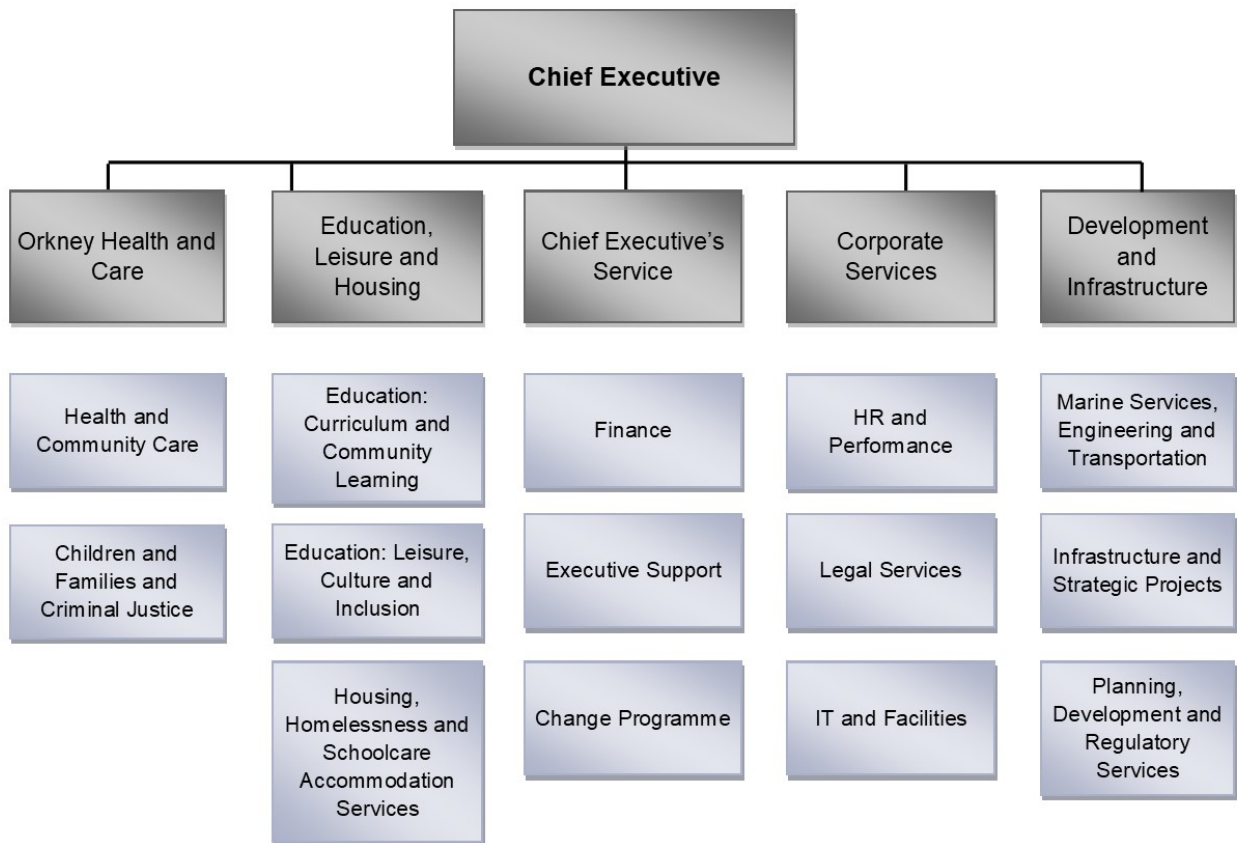 Chief Executive
Orkney Health and
Care
Education,
Leisure and
Housing
Chief Executive’s
Service
Corporate
Services
Development
and
Infrastructure
Health and
Community Care
Education:
Curriculum and
Community
Learning
Finance
HR and
Performance
Marine Services,
Engineering and
Transportation
Children and
Families and
Criminal Justice
Education: Leisure,
Culture and
Inclusion
Executive Support
Legal Services
Infrastructure and
Strategic Projects
Housing,
Homelessness and
Schoolcare
Accommodation
Services
Change Programme
IT and Facilities
Planning,
Development and
Regulatory
Services